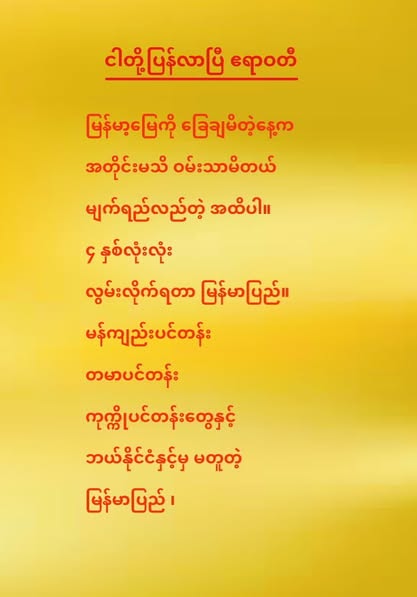 ငါတို့ပြန်လာပြီ ဧရာဝတီ
မြန်မာ့မြေကို ခြေချမိတဲ့နေ့က
အတိုင်းမသိ ဝမ်းသာမိတယ်
မျက်ရည်လည်တဲ့ အထိပါ။
၄ နှစ်လုံးလုံး
လွမ်းလိုက်ရတာ မြန်မာပြည်။
မန်ကျည်းပင်တန်း
တမာပင်တန်း
ကုက္ကိုပင်တန်းတွေနှင့်
ဘယ်နိုင်ငံနှင့်မှ မတူတဲ့
မြန်မာပြည် ၊